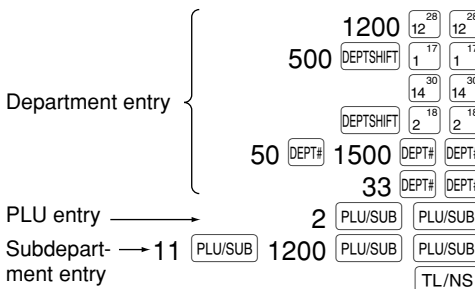 1200 12 28 12 28
500 DEPTSHIFT 1 17 1 17
14 30 14 30
Department entry
DEPTSHIFT 2 18 2 18
50 DEPT# 1500 DEPT# DEPT#
33 DEPT# DEPT#
PLU entry 2 PLU/SUB PLU/SUB
Subdepart- 11 PLU/SUB 1200 PLU/SUB PLU/SUB
ment entry
TL/NS